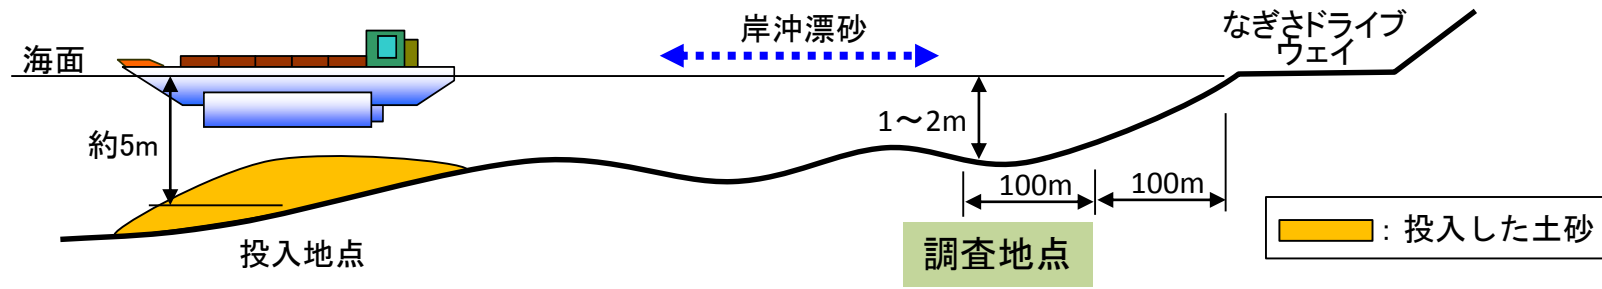 海面
岸沖漂砂
なぎさドライブ
ウェイ
約5m
1～2m
100m
100m
投入地点
調査地点
：投入した土砂